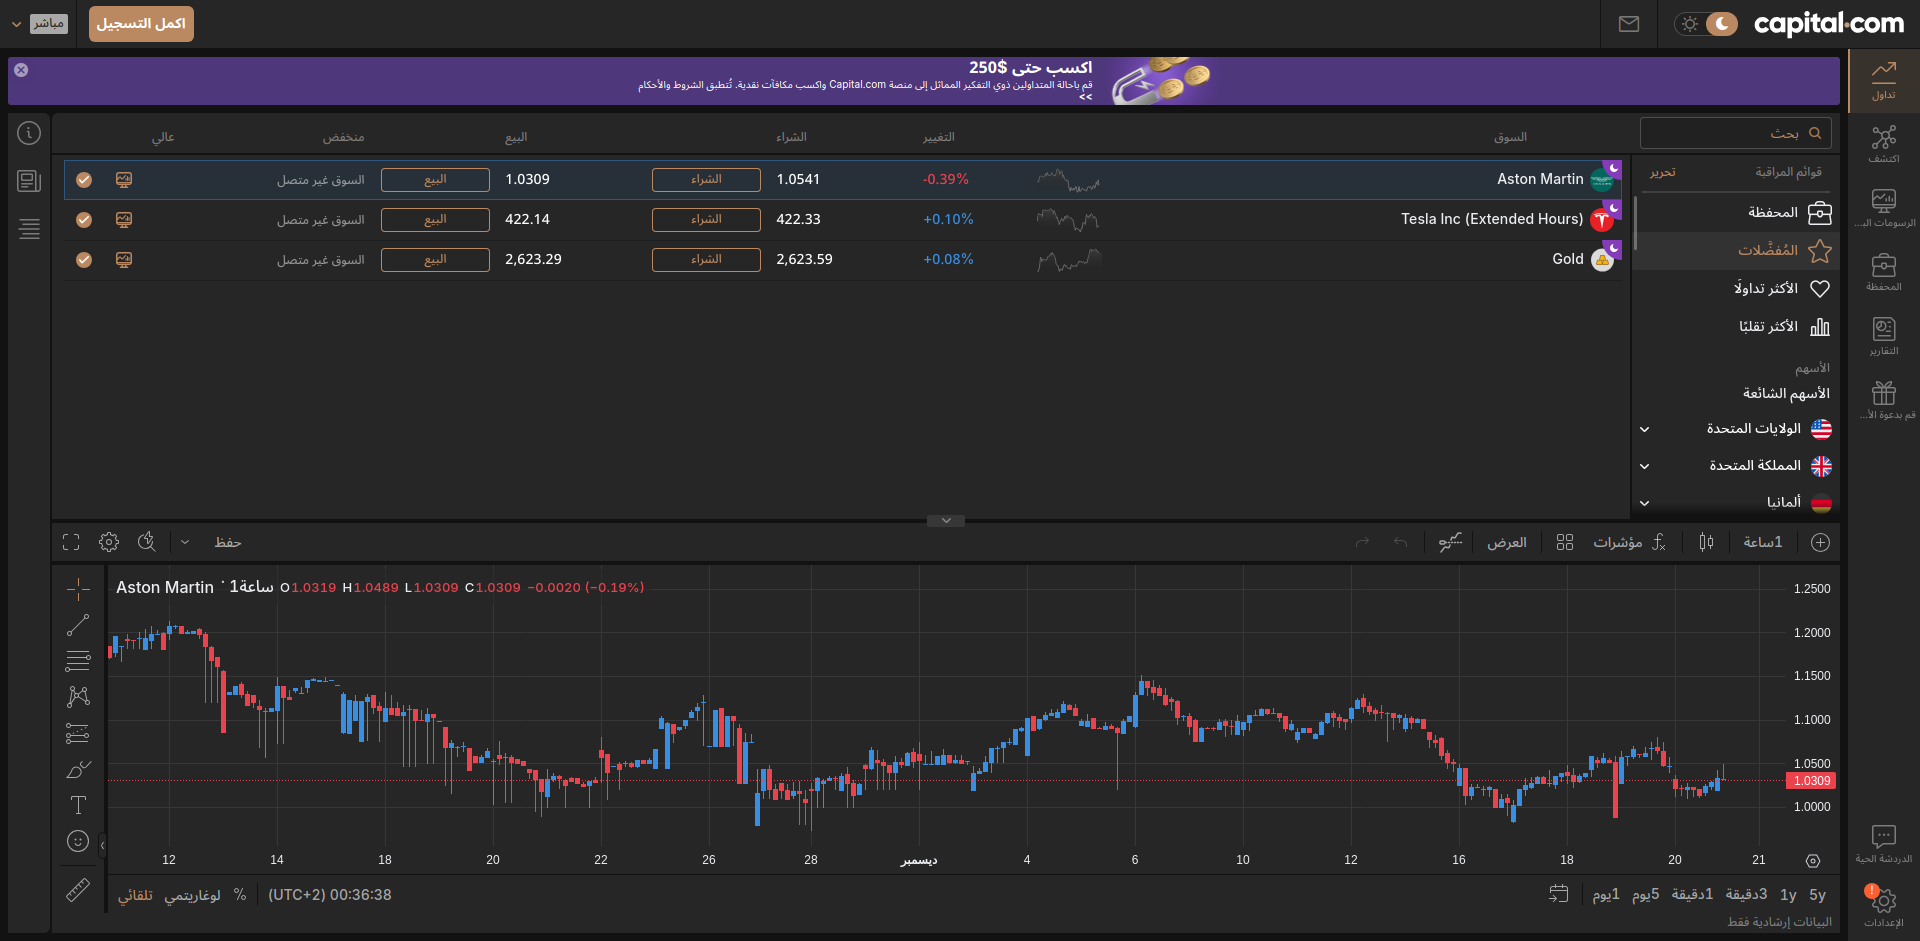 capital.com
اكمل التسجيل
مباشر
اكسب حتى $250
قم باحالة المتداولين ذوي التفكير المماثل إلى منصة Capital.com واكسب مكافآت نقدية. تُتطبق الشروط والأحكام
>>
تداول
اكتشف
الرسومات الب...
المحفظة
التقارير
قم بدعوة الأ...
الدردشة الحية
!
الإعدادات
بحث
قوائم المراقبة
تحرير
المحفظة
المُفضَّلات
الأكثر تداولًا
الأكثر تقلبًا
الأسهم
الأسهم الشائعة
الولايات المتحدة
المملكة المتحدة
ألمانيا
السوق التغيير الشراء البيع منخفض عالي
Aston Martin -0.39% 1.0541 الشراء 1.0309 البيع السوق غير متصل
Tesla Inc (Extended Hours) +0.10% 422.33 الشراء 422.14 البيع السوق غير متصل
Gold +0.08% 2,623.59 الشراء 2,623.29 البيع السوق غير متصل
1ساعة
مؤشرات
العرض
حفظ
Aston Martin · 1ساعة O1.0319 H1.0489 L1.0309 C1.0309 −0.0020 (−0.19%)
1.2500
1.2000
1.1500
1.1000
1.0500
1.0309
1.0000
12 14 18 20 22 26 28 ديسمبر 4 6 10 12 16 18 20 21
5y 1y 3دقيقة 1دقيقة 5يوم 1يوم
00:36:38 (UTC+2)
% لوغاريتمي تلقائي
البيانات إرشادية فقط